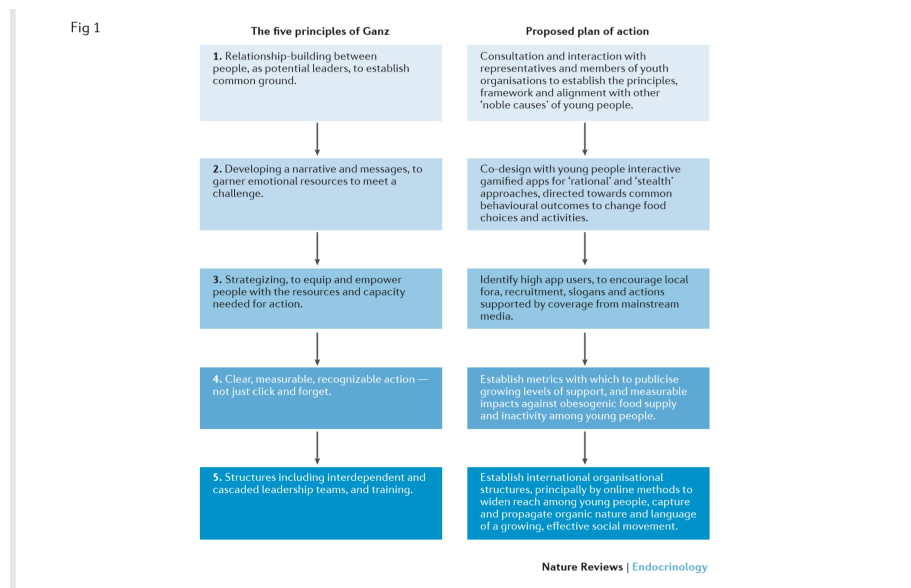 Fig 1
The five principles of Ganz
1. Relationship-building between
people, as potential leaders, to establish
common ground.
2. Developing a narrative and messages, to
garner emotional resources to meet a
challenge.
3. Strategizing, to equip and empower
people with the resources and capacity
needed for action.
4. Clear, measurable, recognizable action —
not just click and forget.
5. Structures including interdependent and
cascaded leadership teams, and training.
Proposed plan of action
Consultation and interaction with
representatives and members of youth
organisations to establish the principles,
framework and alignment with other
‘noble causes’ of young people.
Co-design with young people interactive
gamified apps for ‘rational’ and ‘stealth’
approaches, directed towards common
behavioural outcomes to change food
choices and activities.
Identify high app users, to encourage local
fora, recruitment, slogans and actions
supported by coverage from mainstream
media.
Establish metrics with which to publicise
growing levels of support, and measurable
impacts against obesogenic food supply
and inactivity among young people.
Establish international organisational
structures, principally by online methods to
widen reach among young people, capture
and propagate organic nature and language
of a growing, effective social movement.
Nature Reviews | Endocrinology